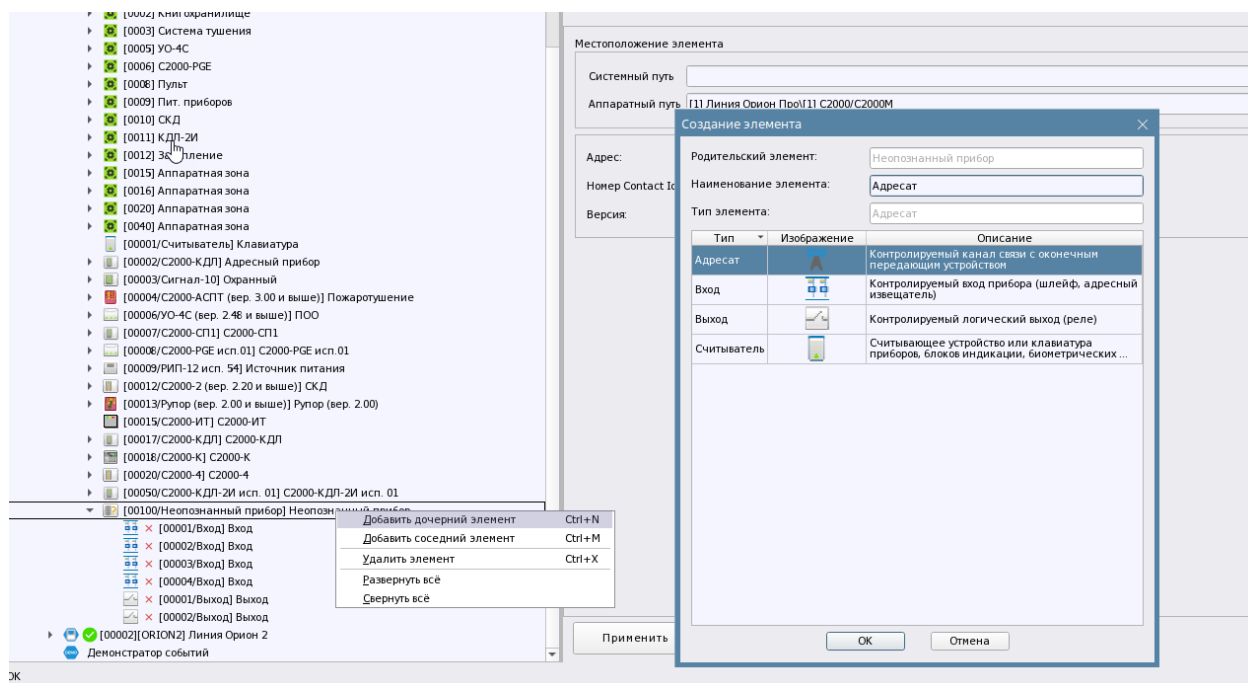 [0002] Книгохранилище
[0003] Система тушения
[0005] УО-4С
[0006] С2000-PGE
[0008] Пульт
[0009] Пит. приборов
[0010] СКД
[0011] КДЛ-2И
[0012]
[0015] Аппаратная зона
[0016] Аппаратная зона
[0020] Аппаратная зона
[0040] Аппаратная зона
[00001/Считыватель] Клавиатура
[00002/С2000-КДЛ] Адресный прибор
[00003/Сигнал-10] Охранный
[00004/С2000-АСПТ (вер. 3.00 и выше)] Пожаротушение
[00006/УО-4С (вер. 2.48 и выше)] ПОО
[00007/С2000-СП1] С2000-СП1
[00008/С2000-PGE исп.01] С2000-PGE исп.01
[00009/РИП-12 исп. 54] Источник питания
[00012/С2000-2 (вер. 2.20 и выше)] СКД
[00013/Рупор (вер. 2.00 и выше)] Рупор (вер. 2.00)
[00015/С2000-ИТ] С2000-ИТ
[00017/С2000-КДЛ] С2000-КДЛ
[00018/С2000-К] С2000-К
[00020/С2000-4] С2000-4
[00050/С2000-КДЛ-2И исп. 01] С2000-КДЛ-2И исп. 01
[00100/Неопознанный прибор] Неопознанный прибор
[00001/Вход] Вход
[00002/Вход] Вход
[00003/Вход] Вход
[00004/Вход] Вход
[00001/Выход] Выход
[00002/Выход] Выход
[00002][ORION2] Линия Орион 2
DEMO Демонстратор событий
ОК
Добавить дочерний элемент Ctrl+N
Добавить соседний элемент Ctrl+M
Удалить элемент Ctrl+X
Развернуть всё
Свернуть всё
Местоположение элемента
Системный путь
Аппаратный путь [1] Линия Орион Про\[1] С2000/С2000М
Адрес:
Номер Contact Id
Версия:
Применить
Создание элемента
Родительский элемент: Неопознанный прибор
Наименование элемента: Адресат
Тип элемента: Адресат
Тип Изображение Описание
Адресат Контролируемый канал связи с оконечным
передающим устройством
Вход Контролируемый вход прибора (шлейф, адресный
извещатель)
Выход Контролируемый логический выход (реле)
Считыватель Считывающее устройство или клавиатура
приборов, блоков индикации, биометрических ...
ОК Отмена